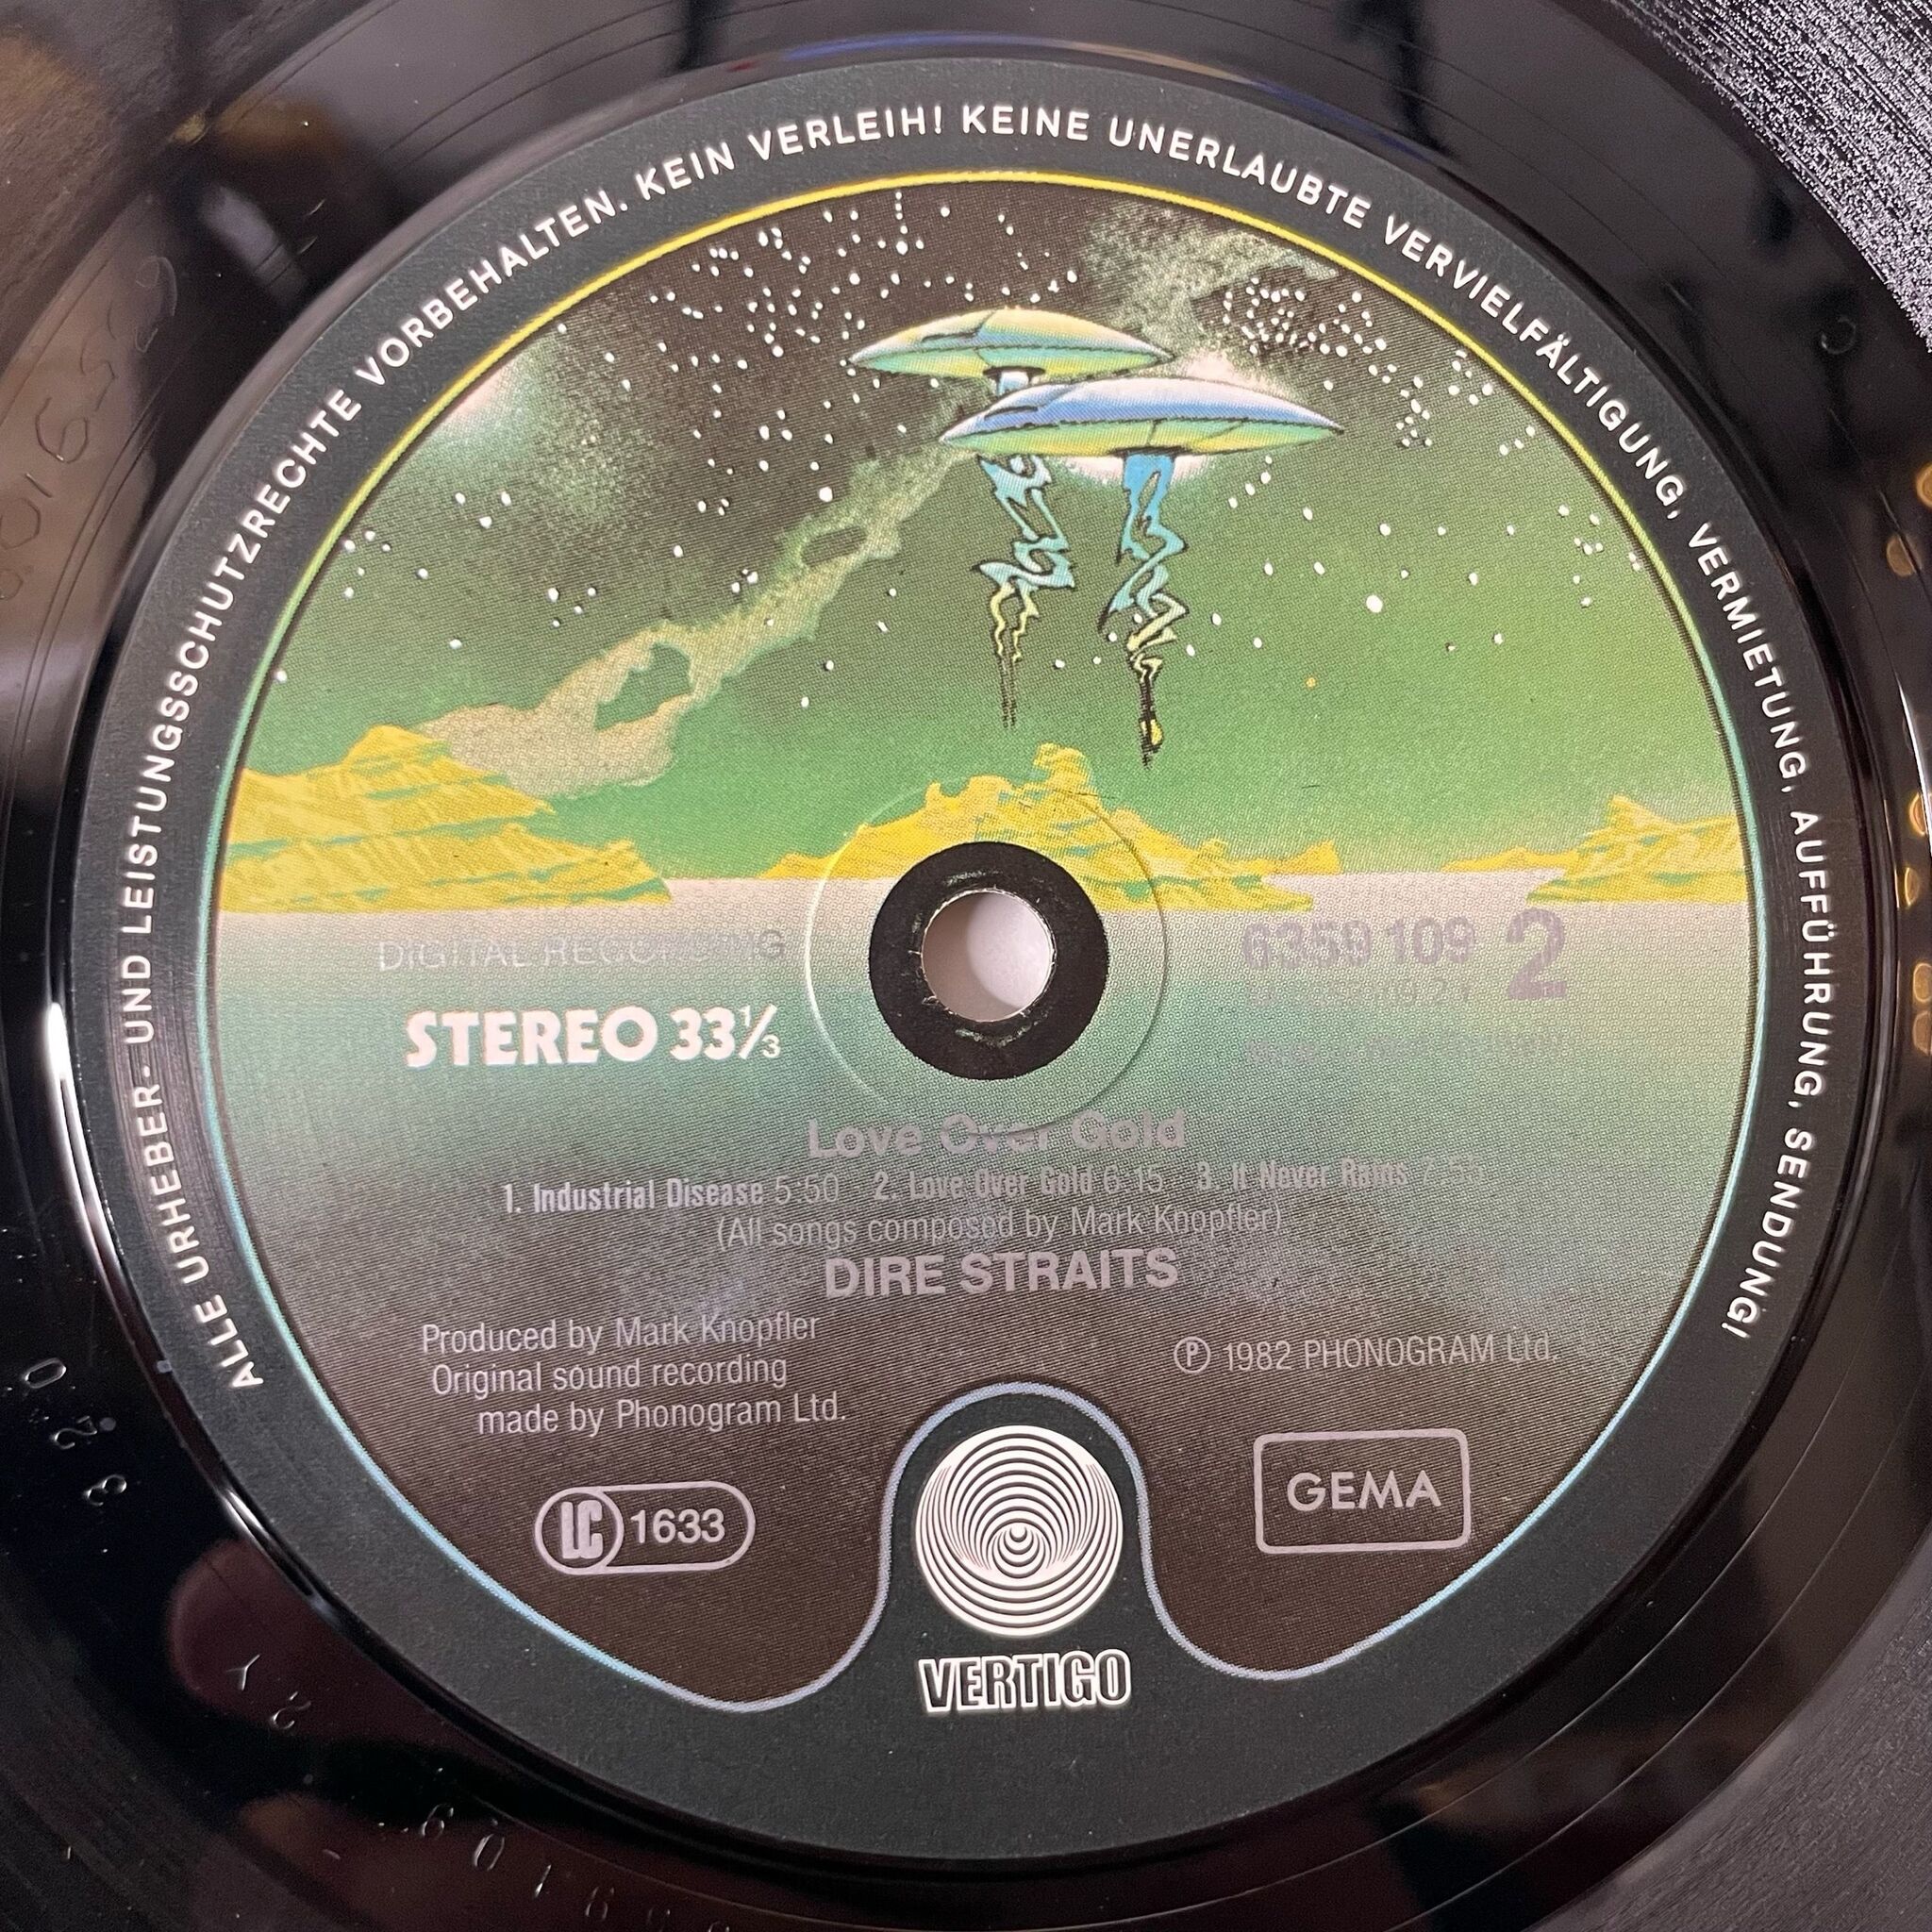 ALLE URHEBER- UND LEISTUNGSSCHUTZRECHTE VORBEHALTEN. KEIN VERLEIH! KEINE UNERLAUBTE VERVIELFÄLTIGUNG, VERMIETUNG, AUFFÜHRUNG, SENDUNG!
DIGITAL RECORDING
6359 109 2
STEREO 33⅓
Love Over Gold
1. Industrial Disease 5:50 2. Love Over Gold 6:15 3. It Never Rains
(All songs composed by Mark Knopfler)
DIRE STRAITS
Produced by Mark Knopfler
Original sound recording
made by Phonogram Ltd.
℗ 1982 PHONOGRAM Ltd.
LC 1633
GEMA
VERTIGO